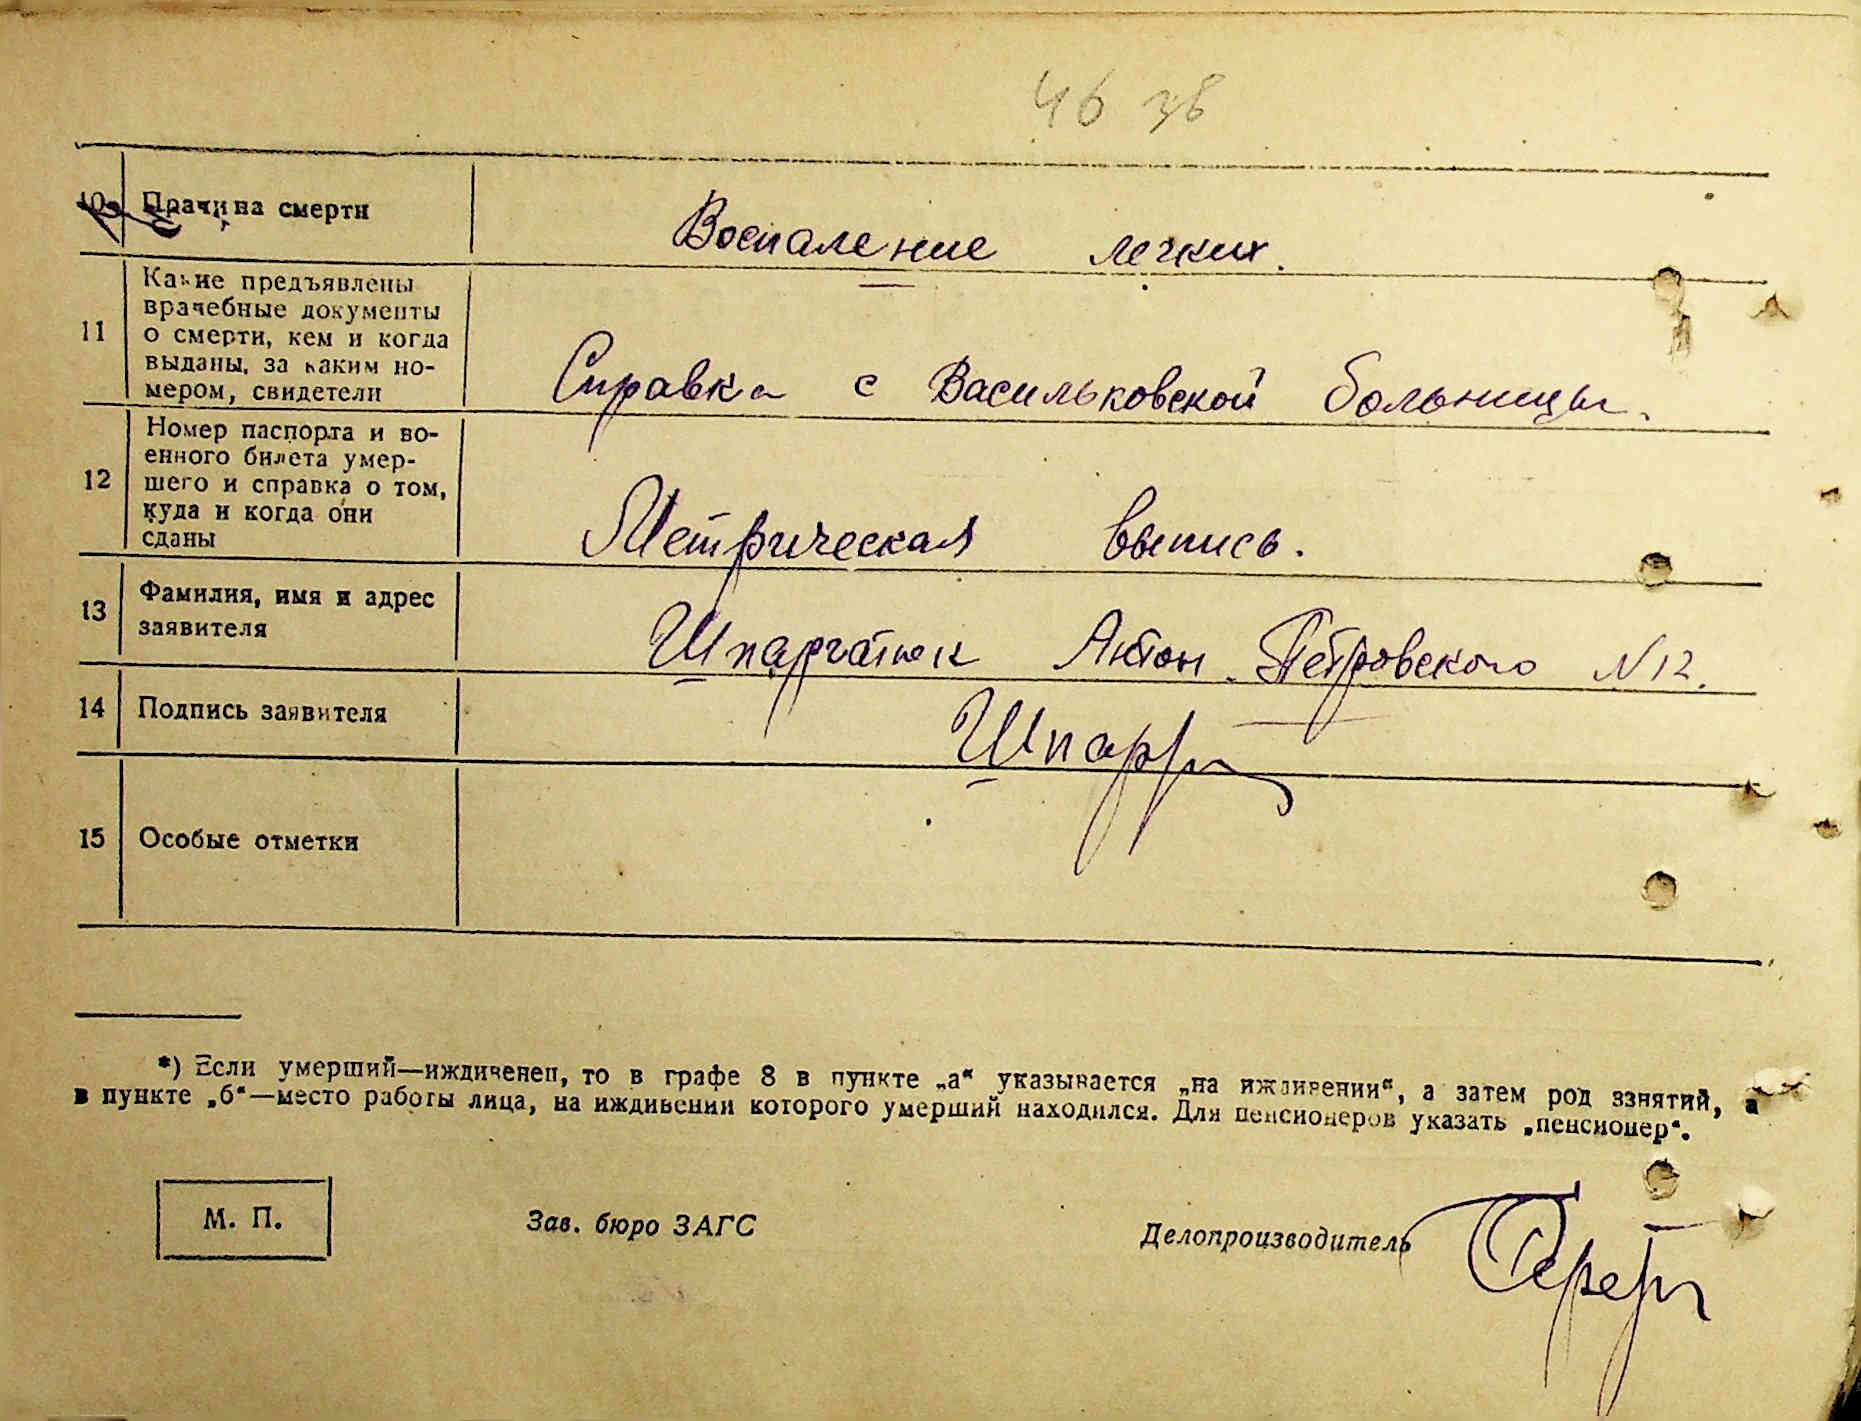 46 зв
10 Причина смерти
Воспаление легких.
11 Какие предъявлены
врачебные документы
о смерти, кем и когда
выданы, за каким но-
мером, свидетели
Справка с Васильковской больницы.
12 Номер паспорта и во-
енного билета умер-
шего и справка о том,
куда и когда они
сданы
Метрическая выпись.
13 Фамилия, имя и адрес
заявителя
Антон Петровского N 12.
14 Подпись заявителя
15 Особые отметки
*) Если умерший—иждивенец, то в графе 8 в пункте „а“ указывается „на иждивении“, а затем род занятий, а
в пункте „б“—место работы лица, на иждивении которого умерший находился. Для пенсионеров указать „пенсионер“.
М. П.
Зав. бюро ЗАГС
Делопроизводитель